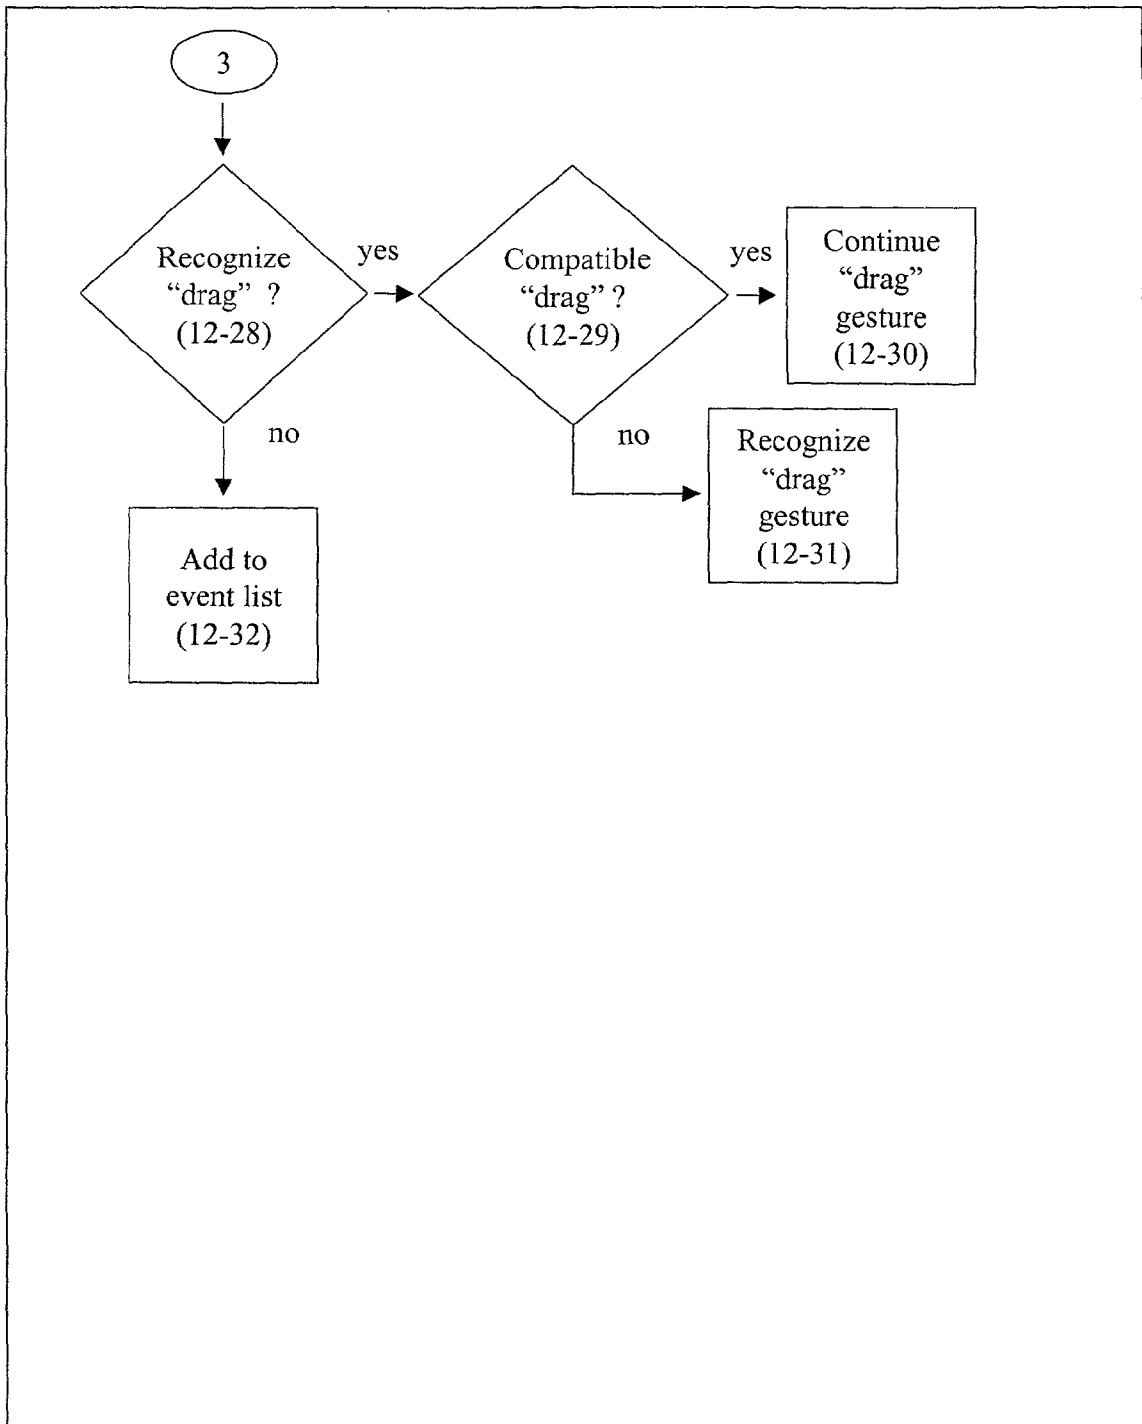 3
Recognize
“drag” ?
(12-28)
yes
Compatible
“drag” ?
(12-29)
yes
Continue
“drag”
gesture
(12-30)
no
Add to
event list
(12-32)
no
Recognize
“drag”
gesture
(12-31)